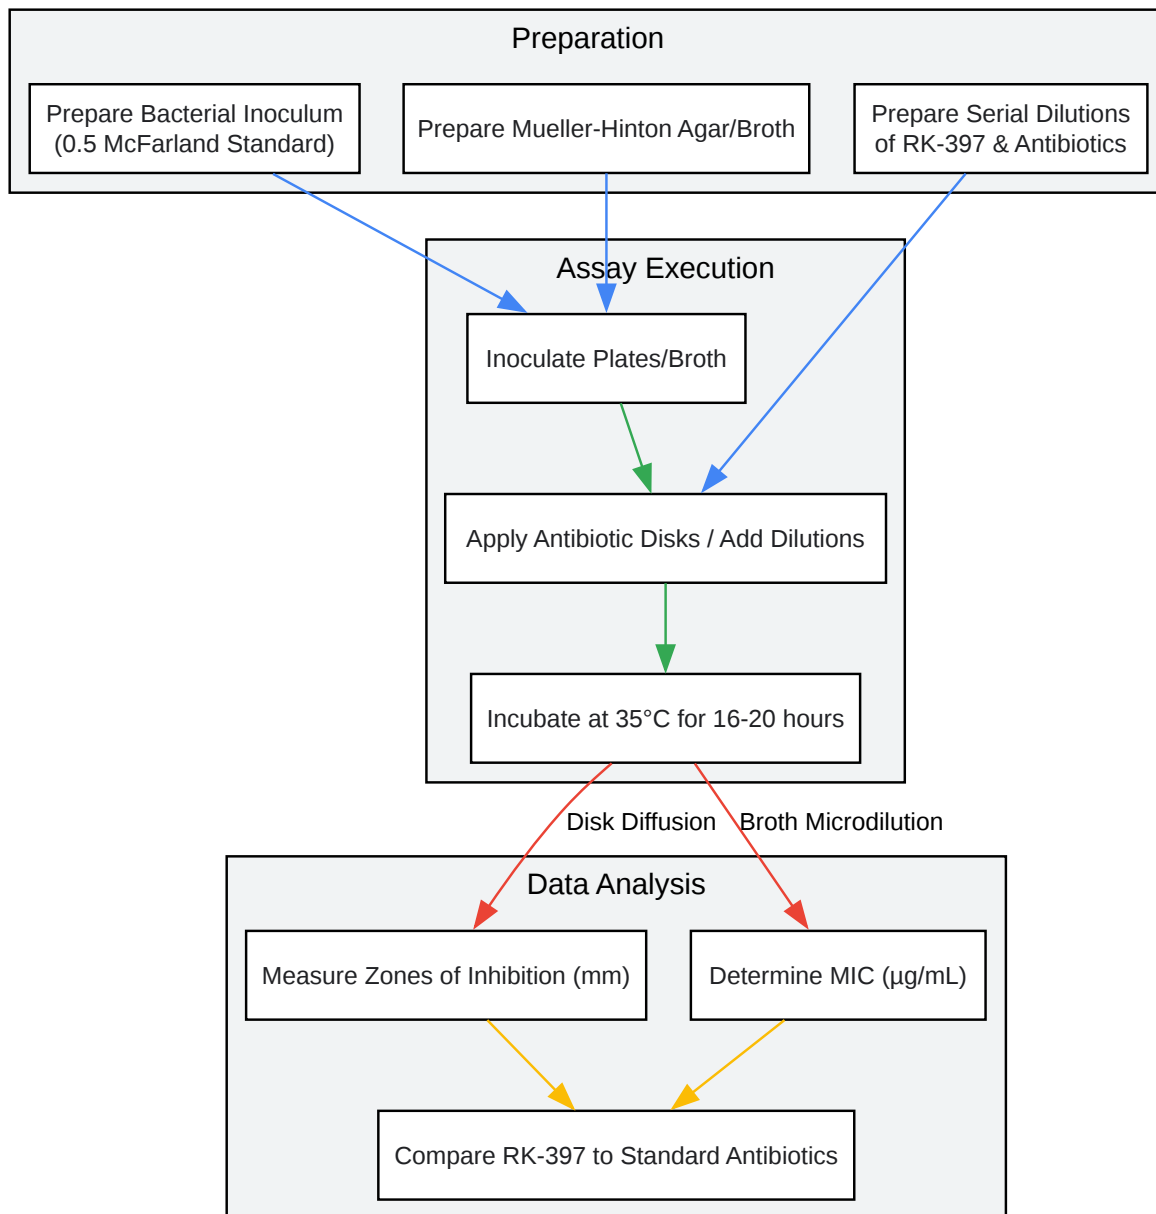 Preparation
Prepare Bacterial Inoculum
(0.5 McFarland Standard)
Prepare Mueller-Hinton Agar/Broth
Prepare Serial Dilutions
of RK-397 & Antibiotics
Assay Execution
Inoculate Plates/Broth
Apply Antibiotic Disks / Add Dilutions
Incubate at 35°C for 16-20 hours
Disk Diffusion
Broth Microdilution
Data Analysis
Measure Zones of Inhibition (mm)
Determine MIC (µg/mL)
Compare RK-397 to Standard Antibiotics